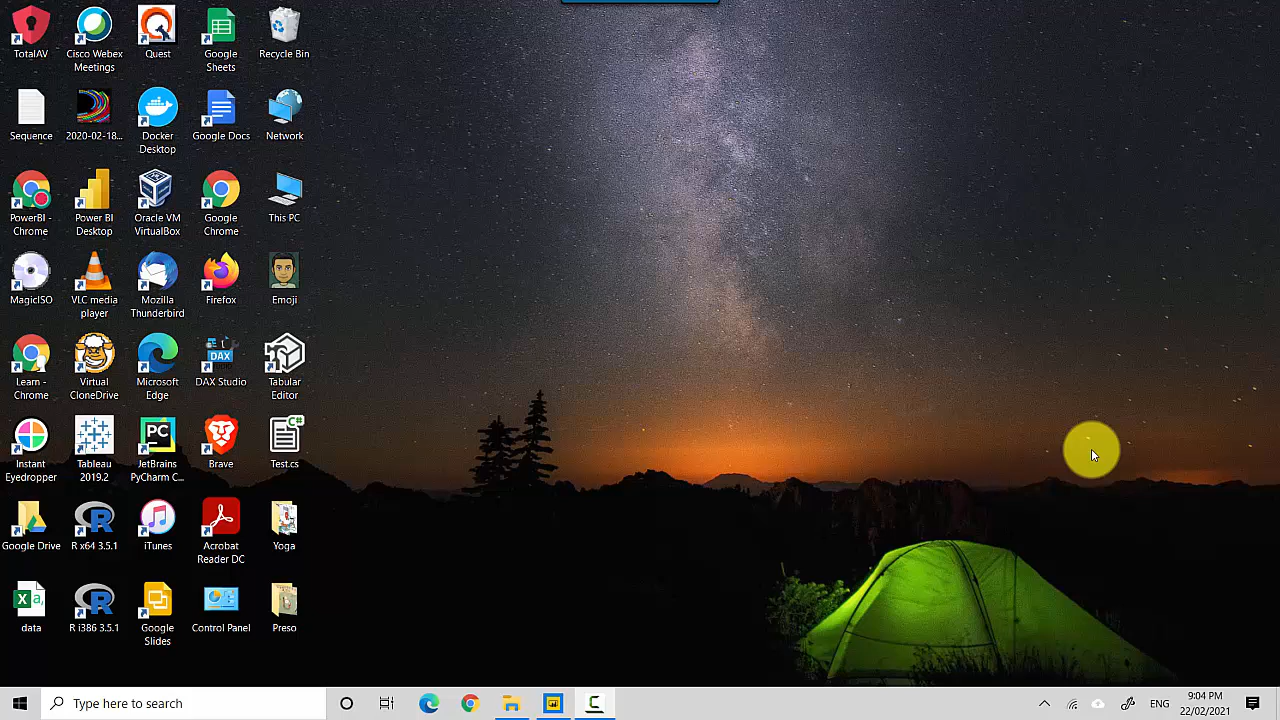 TotalAV
Cisco Webex
Meetings
Quest
Google
Sheets
Recycle Bin
Sequence
2020-02-18...
Docker
Desktop
Google Docs
Network
PowerBI -
Chrome
Power BI
Desktop
Oracle VM
VirtualBox
Google
Chrome
This PC
MagicISO
VLC media
player
Mozilla
Thunderbird
Firefox
Emoji
Learn -
Chrome
Virtual
CloneDrive
Microsoft
Edge
DAX
DAX Studio
Tabular
Editor
Instant
Eyedropper
Tableau
2019.2
PC
JetBrains
PyCharm C...
Brave
C#
Test.cs
Google Drive
R x64 3.5.1
iTunes
Acrobat
Reader DC
Yoga
X a,
data
R i386 3.5.1
Google
Slides
Control Panel
Preso
Type here to search
ENG
9:04 PM
22/02/2021